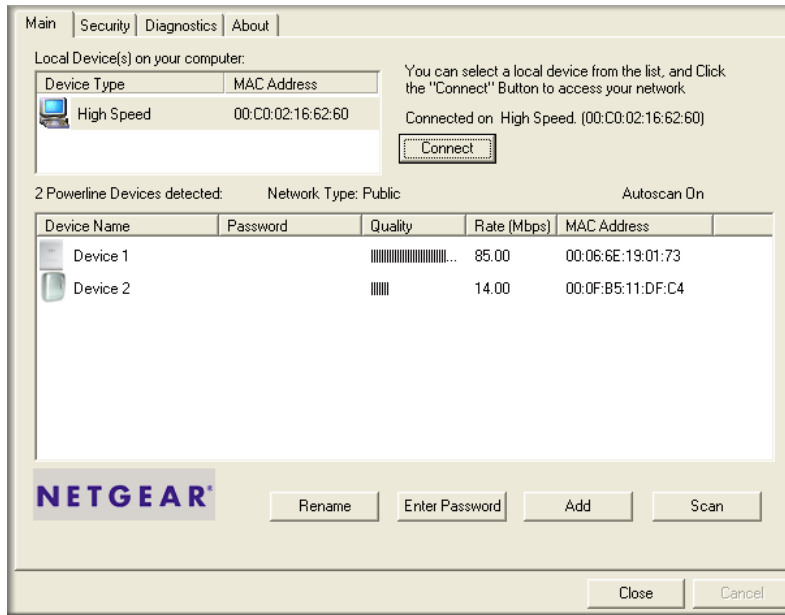 Main Security Diagnostics About
Local Device(s) on your computer:
Device Type MAC Address
High Speed 00:C0:02:16:62:60
You can select a local device from the list, and Click
the "Connect" Button to access your network
Connected on High Speed. (00:C0:02:16:62:60)
Connect
2 Powerline Devices detected: Network Type: Public Autoscan On
Device Name Password Quality Rate (Mbps) MAC Address
Device 1 ... 85.00 00:06:6E:19:01:73
Device 2 14.00 00:0F:B5:11:DF:C4
NETGEAR®
Rename Enter Password Add Scan
Close Cancel